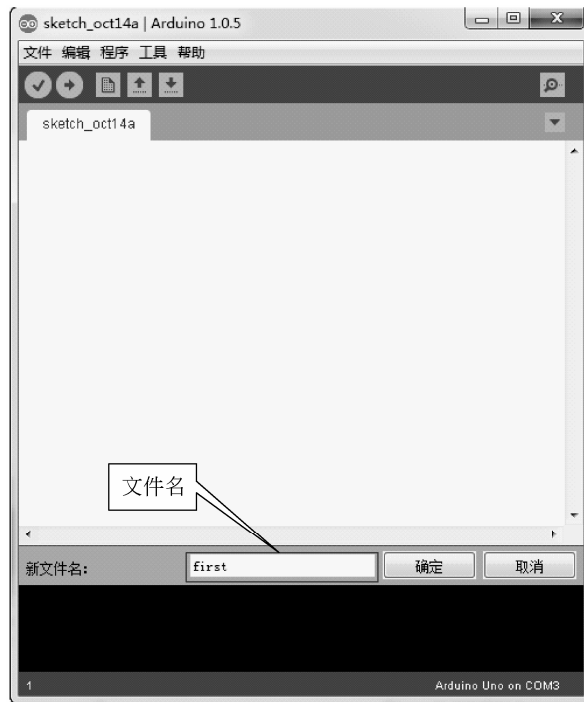 sketch_oct14a | Arduino 1.0.5
文件 编辑 程序 工具 帮助
sketch_oct14a
文件名
新文件名: first 确定 取消
1 Arduino Uno on COM3